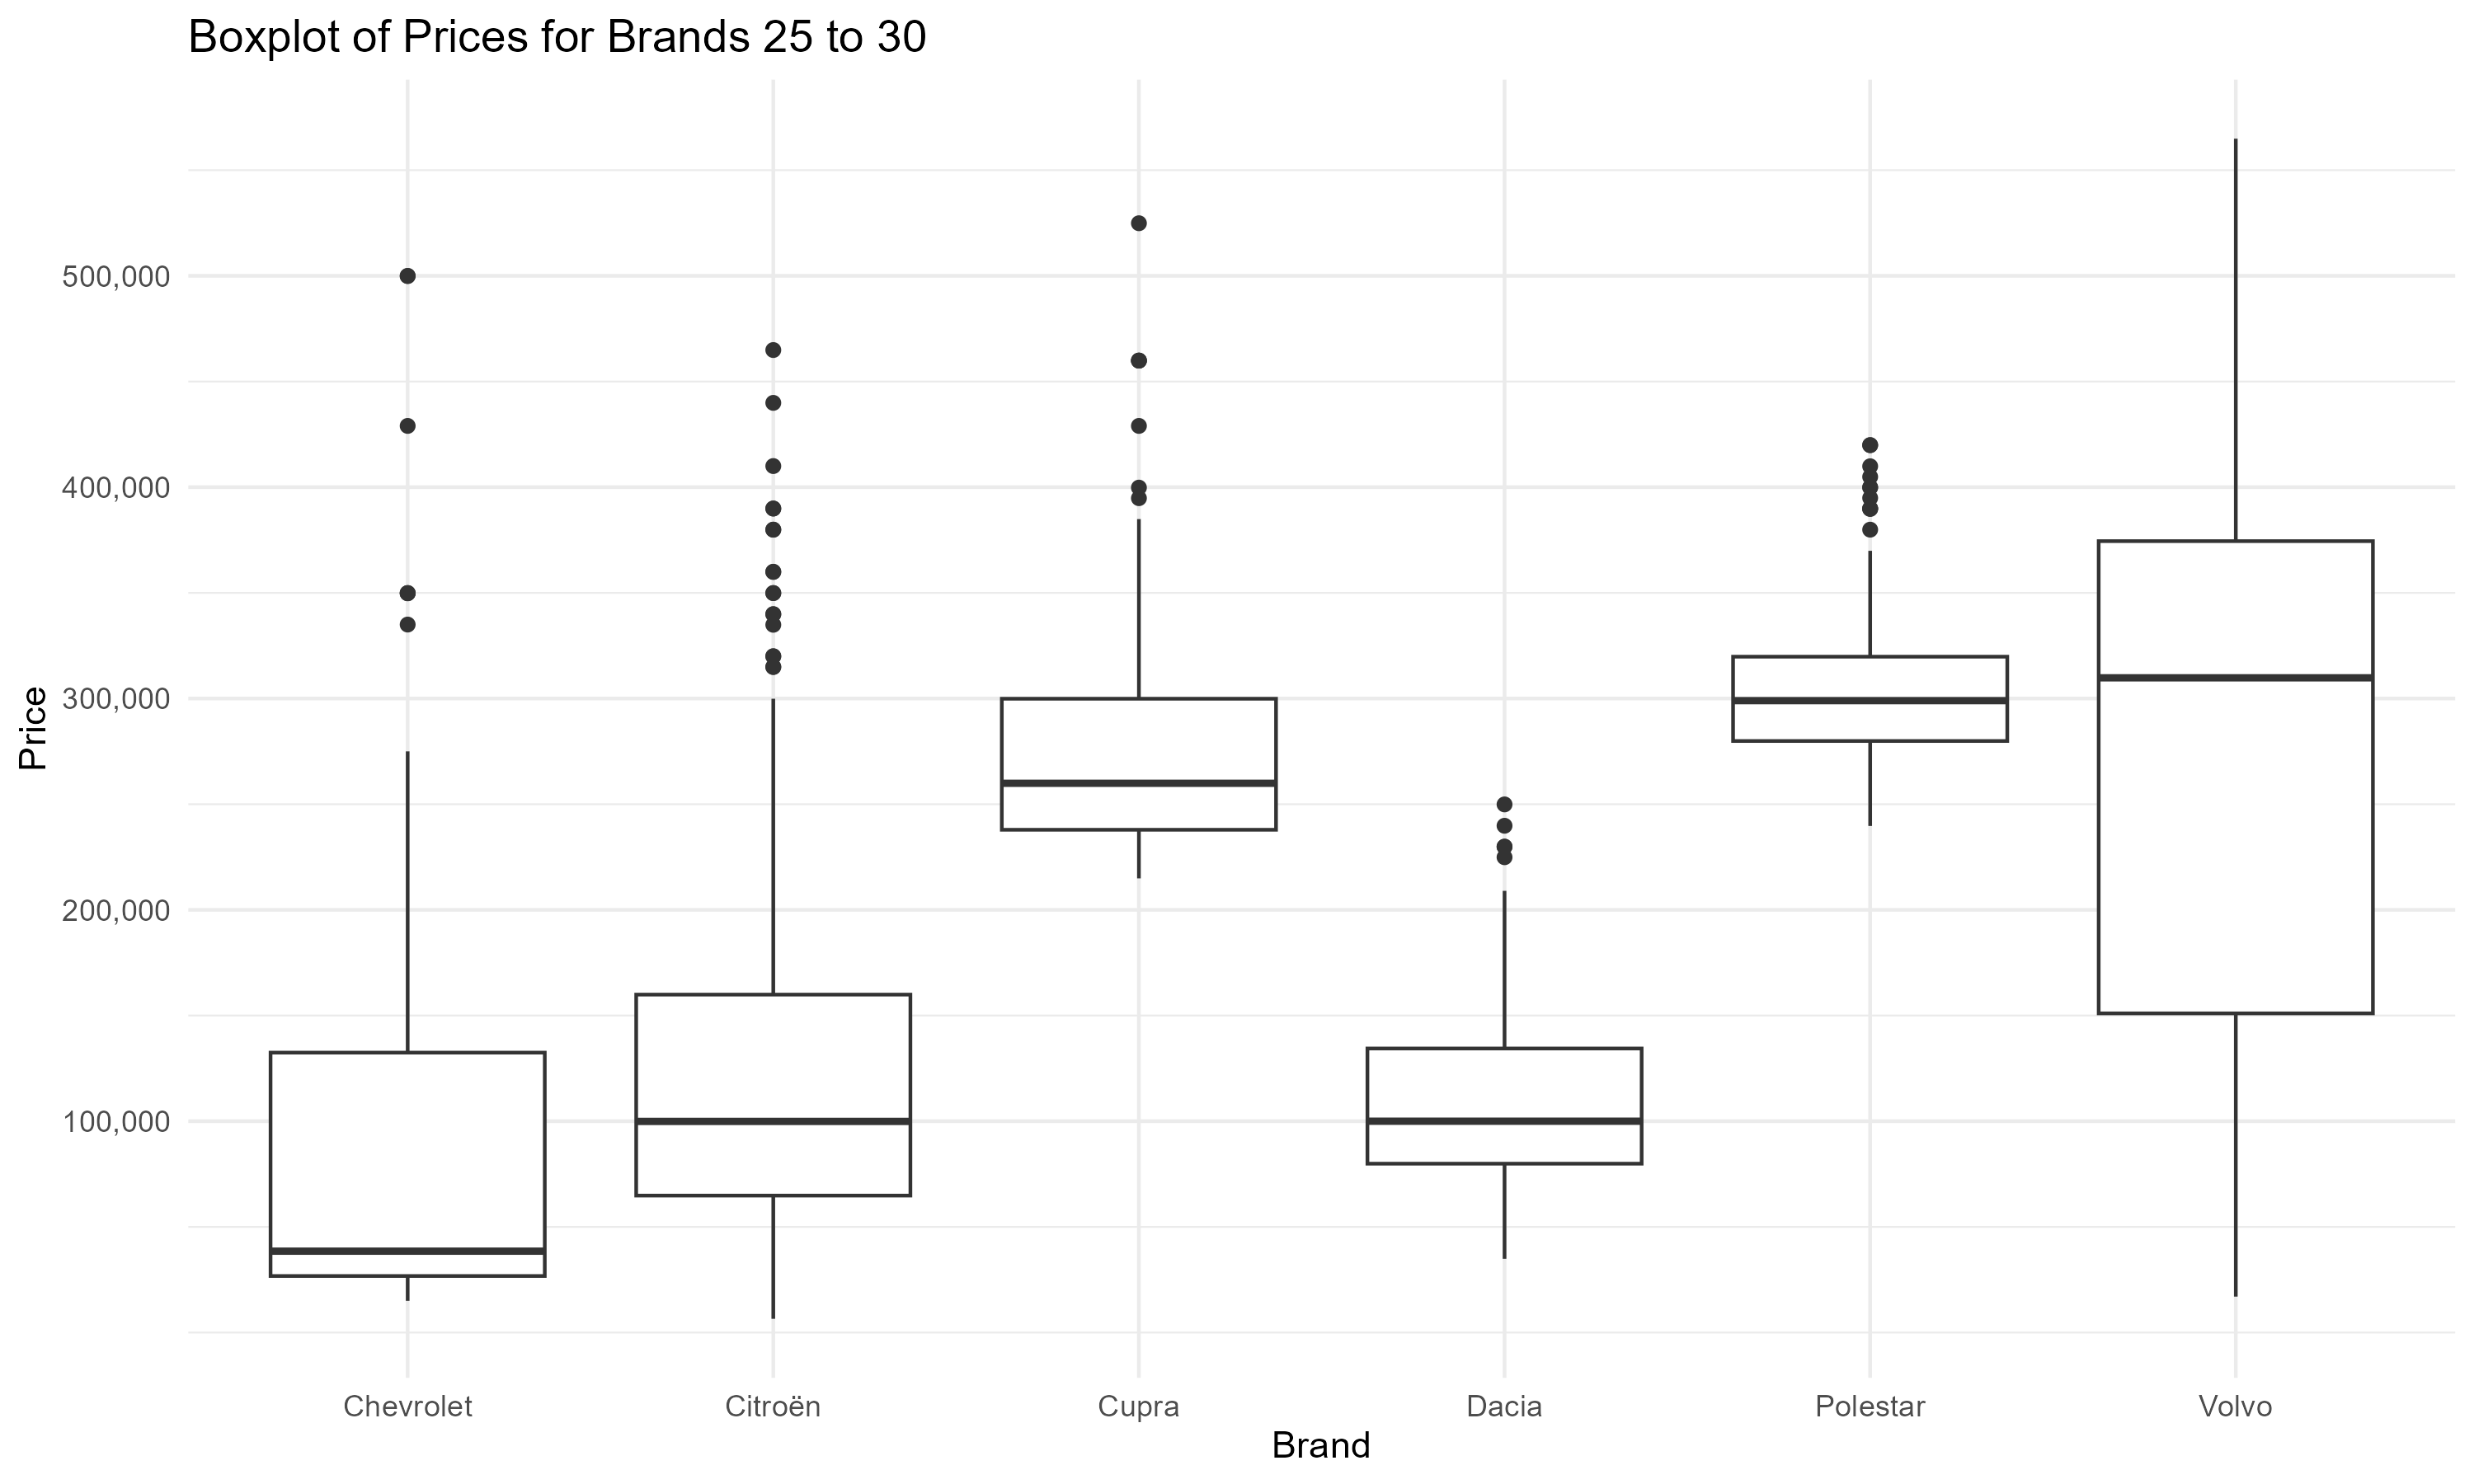 Boxplot of Prices for Brands 25 to 30
Price
500,000
400,000
300,000
200,000
100,000
Chevrolet Citroën Cupra Dacia Polestar Volvo
Brand